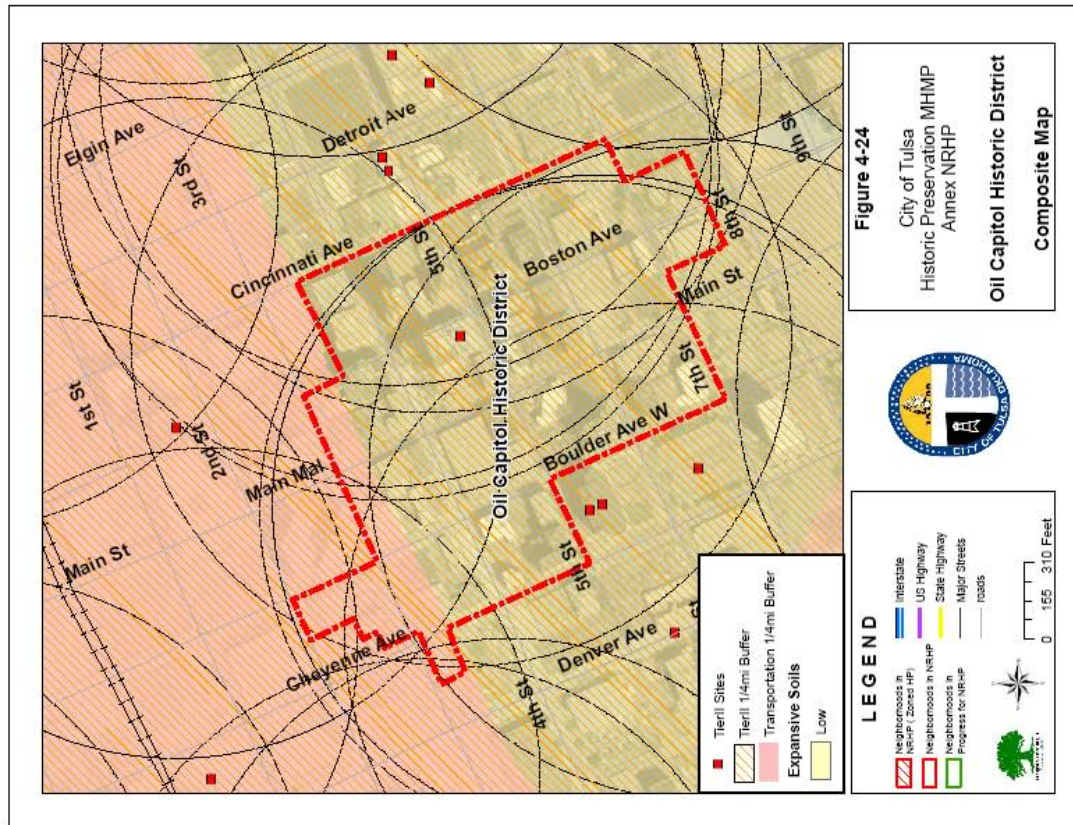 Elgin Ave
3rd St
Detroit Ave
Cincinnati Ave
5th St
1st St
2nd St
Main Mal
Main St
Boston Ave
Oil Capitol Historic District
9th St
8th St
Main St
7th St
Boulder Ave W
5th St
Cheyenne Ave
4th St
Denver Ave
St
TierII Sites
TierII 1/4mi Buffer
Transportation 1/4mi Buffer
Expansive Soils
Low
LEGEND
Neighborhoods in
NRHP ( Zoned HP)
Neighborhoods in NRHP
Neighborhoods in
Progress for NRHP
Interstate
US Highway
State Highway
Major Streets
roads
0 155 310 Feet
CITY OF TULSA OKLAHOMA
Figure 4-24
City of Tulsa
Historic Preservation MHMP
Annex NRHP
Oil Capitol Historic District
Composite Map